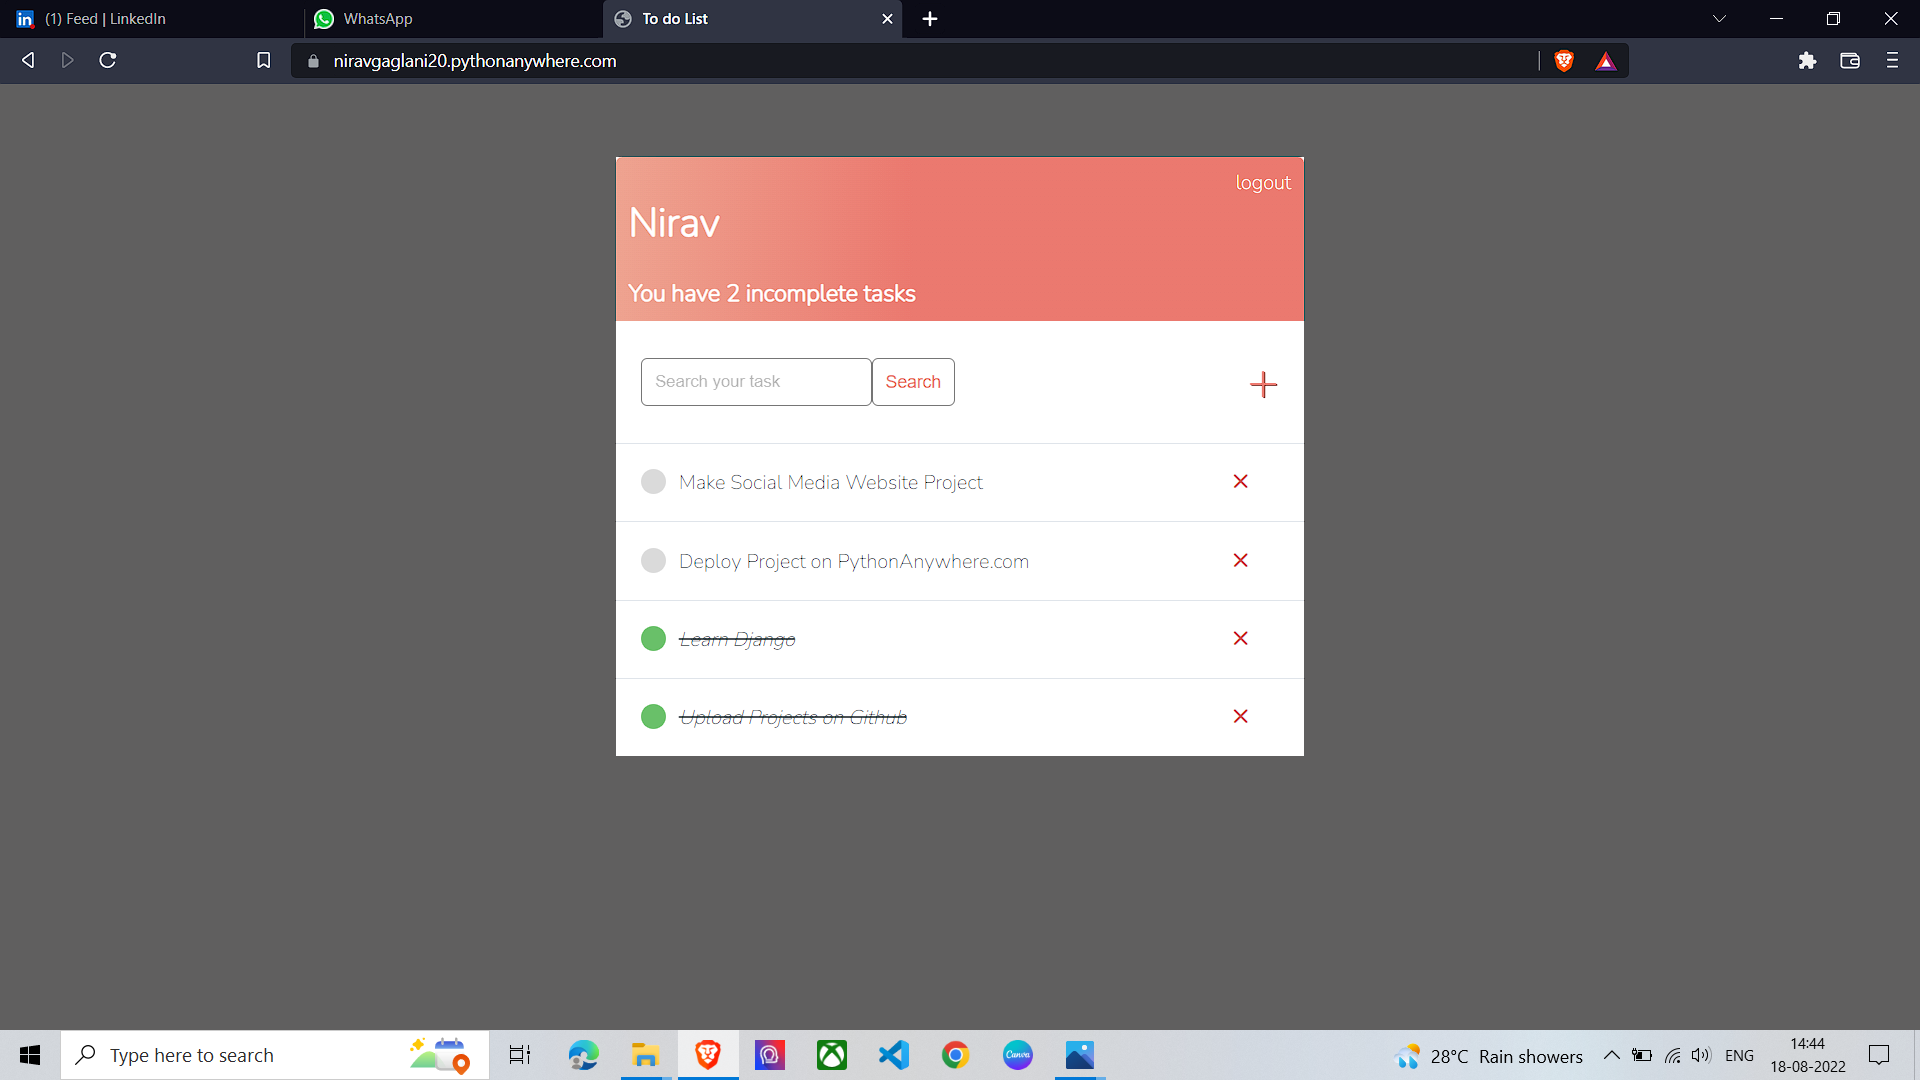 (1) Feed | LinkedIn
WhatsApp
To do List
niravgaglani20.pythonanywhere.com
logout
Nirav
You have 2 incomplete tasks
Search your task
Search
Make Social Media Website Project
Deploy Project on PythonAnywhere.com
Learn Django
Upload Projects on Github
Type here to search
Canva
28°C Rain showers
ENG
14:44
18-08-2022